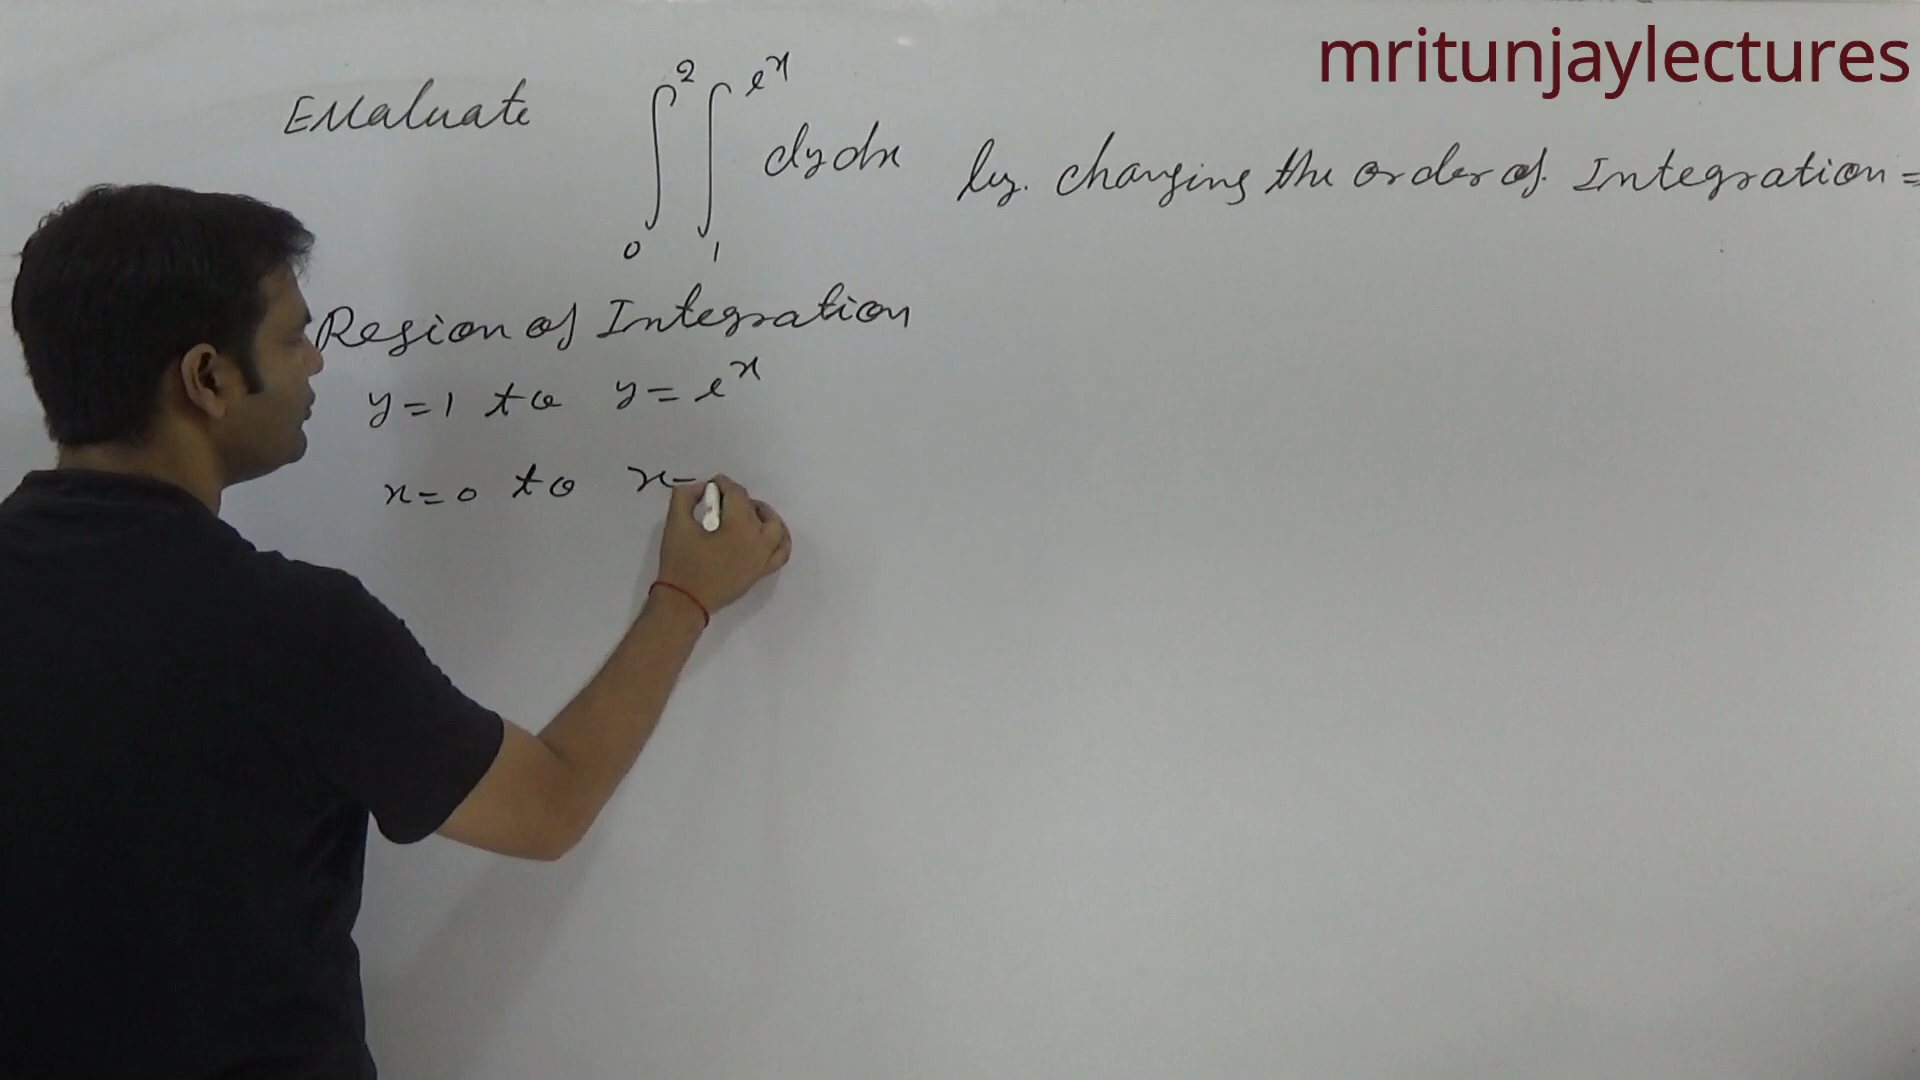 mritunjaylectures
Evaluate ∫₀² ∫₁^{eˣ} dy dx by changing the order of Integration =
Region of Integration
y = 1 to y = eˣ
x = 0 to x =